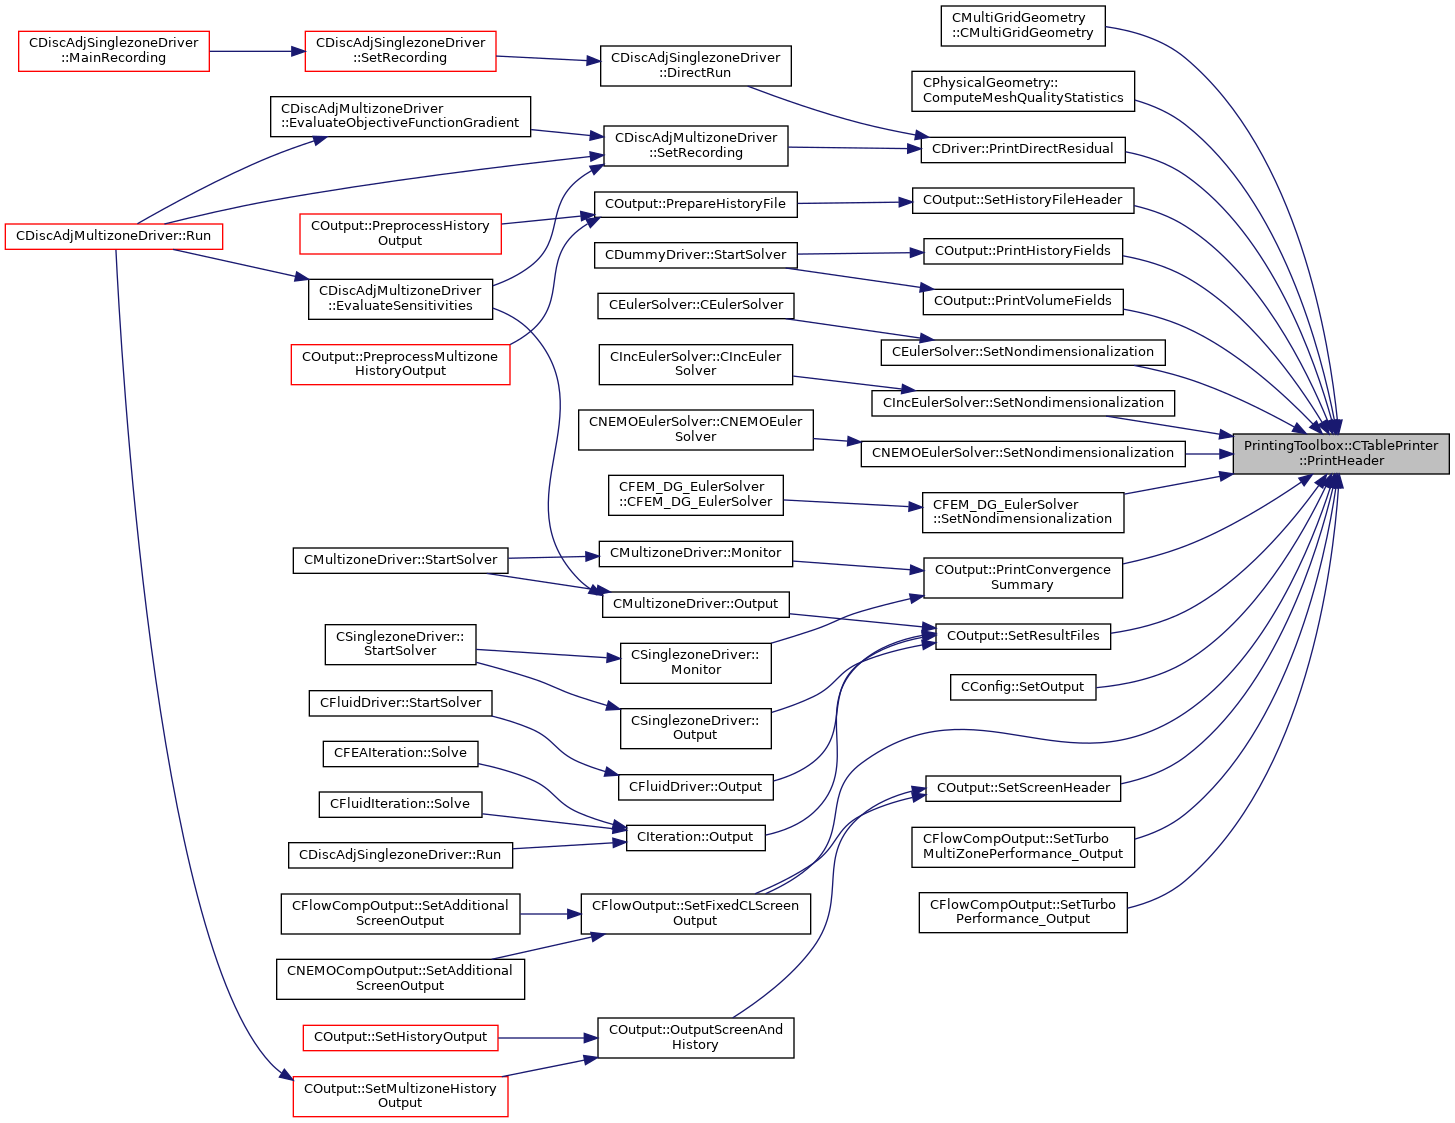 CMultiGridGeometry
::CMultiGridGeometry
CDiscAdjSinglezoneDriver
::MainRecording
CDiscAdjSinglezoneDriver
::SetRecording
CDiscAdjSinglezoneDriver
::DirectRun
CPhysicalGeometry::
ComputeMeshQualityStatistics
CDiscAdjMultizoneDriver
::EvaluateObjectiveFunctionGradient
CDiscAdjMultizoneDriver
::SetRecording
CDriver::PrintDirectResidual
COutput::PrepareHistoryFile
COutput::SetHistoryFileHeader
CDiscAdjMultizoneDriver::Run
COutput::PreprocessHistory
Output
CDummyDriver::StartSolver
COutput::PrintHistoryFields
CDiscAdjMultizoneDriver
::EvaluateSensitivities
CEulerSolver::CEulerSolver
COutput::PrintVolumeFields
COutput::PreprocessMultizone
HistoryOutput
CIncEulerSolver::CIncEuler
Solver
CEulerSolver::SetNondimensionalization
CIncEulerSolver::SetNondimensionalization
CNEMOEulerSolver::CNEMOEuler
Solver
CNEMOEulerSolver::SetNondimensionalization
PrintingToolbox::CTablePrinter
::PrintHeader
CFEM_DG_EulerSolver
::CFEM_DG_EulerSolver
CFEM_DG_EulerSolver
::SetNondimensionalization
CMultizoneDriver::StartSolver
CMultizoneDriver::Monitor
COutput::PrintConvergence
Summary
CMultizoneDriver::Output
CSinglezoneDriver::
StartSolver
CSinglezoneDriver::
Monitor
COutput::SetResultFiles
CConfig::SetOutput
CFluidDriver::StartSolver
CSinglezoneDriver::
Output
CFEAIteration::Solve
CFluidDriver::Output
COutput::SetScreenHeader
CFluidIteration::Solve
CIteration::Output
CFlowCompOutput::SetTurbo
MultiZonePerformance_Output
CDiscAdjSinglezoneDriver::Run
CFlowCompOutput::SetAdditional
ScreenOutput
CFlowOutput::SetFixedCLScreen
Output
CFlowCompOutput::SetTurbo
Performance_Output
CNEMOCompOutput::SetAdditional
ScreenOutput
COutput::SetHistoryOutput
COutput::OutputScreenAnd
History
COutput::SetMultizoneHistory
Output